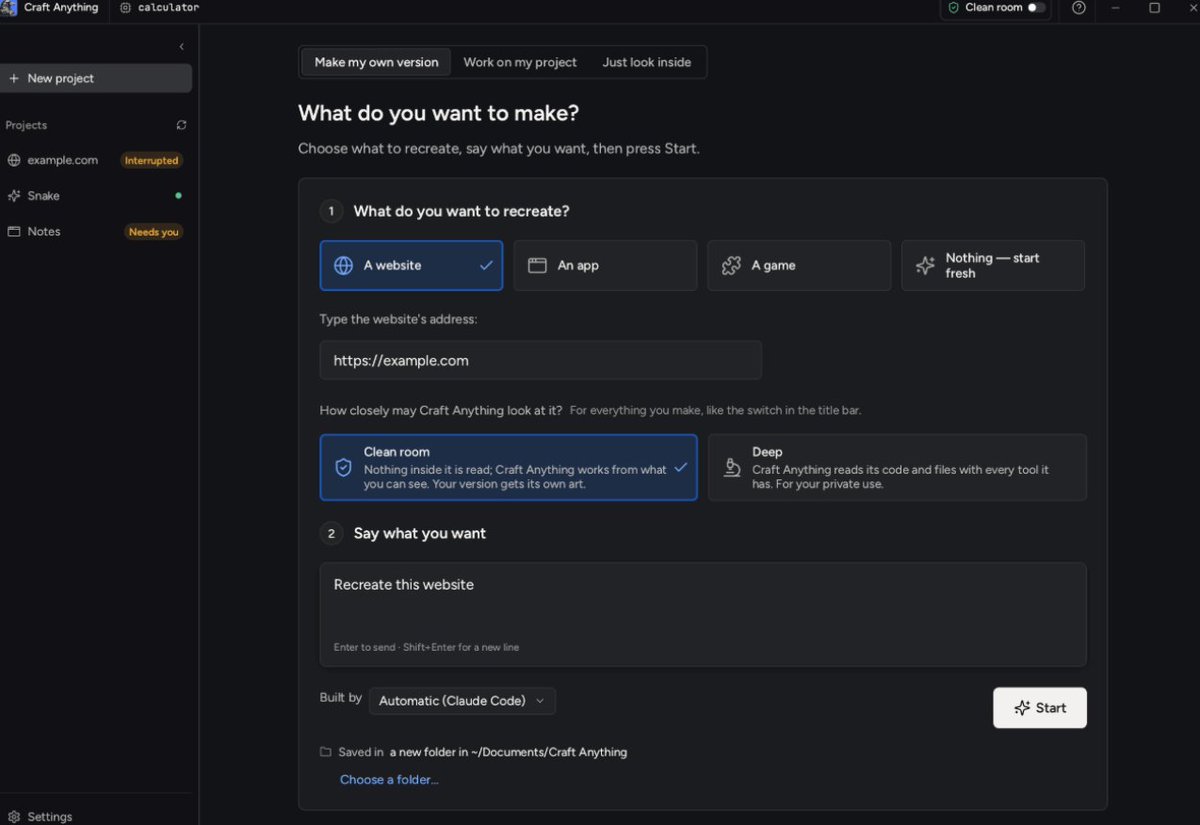 Craft Anything
calculator
Clean room
New project
Projects
example.com
Interrupted
Snake
Notes
Needs you
Settings
Make my own version
Work on my project
Just look inside
What do you want to make?
Choose what to recreate, say what you want, then press Start.
1
What do you want to recreate?
A website
An app
A game
Nothing — start
fresh
Type the website's address:
https://example.com
How closely may Craft Anything look at it? For everything you make, like the switch in the title bar.
Clean room
Nothing inside it is read; Craft Anything works from what
you can see. Your version gets its own art.
Deep
Craft Anything reads its code and files with every tool it
has. For your private use.
2
Say what you want
Recreate this website
Enter to send · Shift+Enter for a new line
Built by
Automatic (Claude Code)
Start
Saved in a new folder in ~/Documents/Craft Anything
Choose a folder...